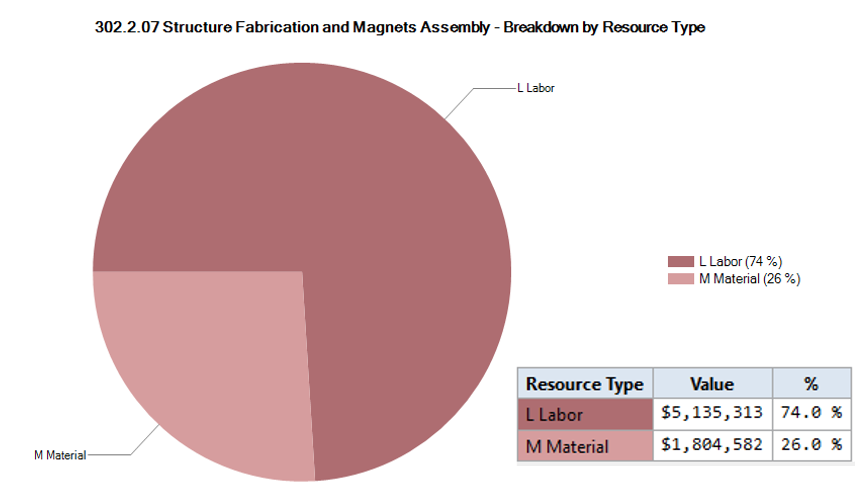 302.2.07 Structure Fabrication and Magnets Assembly - Breakdown by Resource Type
L Labor
L Labor (74 %)
M Material (26 %)
Resource Type Value %
L Labor $5,135,313 74.0 %
M Material $1,804,582 26.0 %
M Material